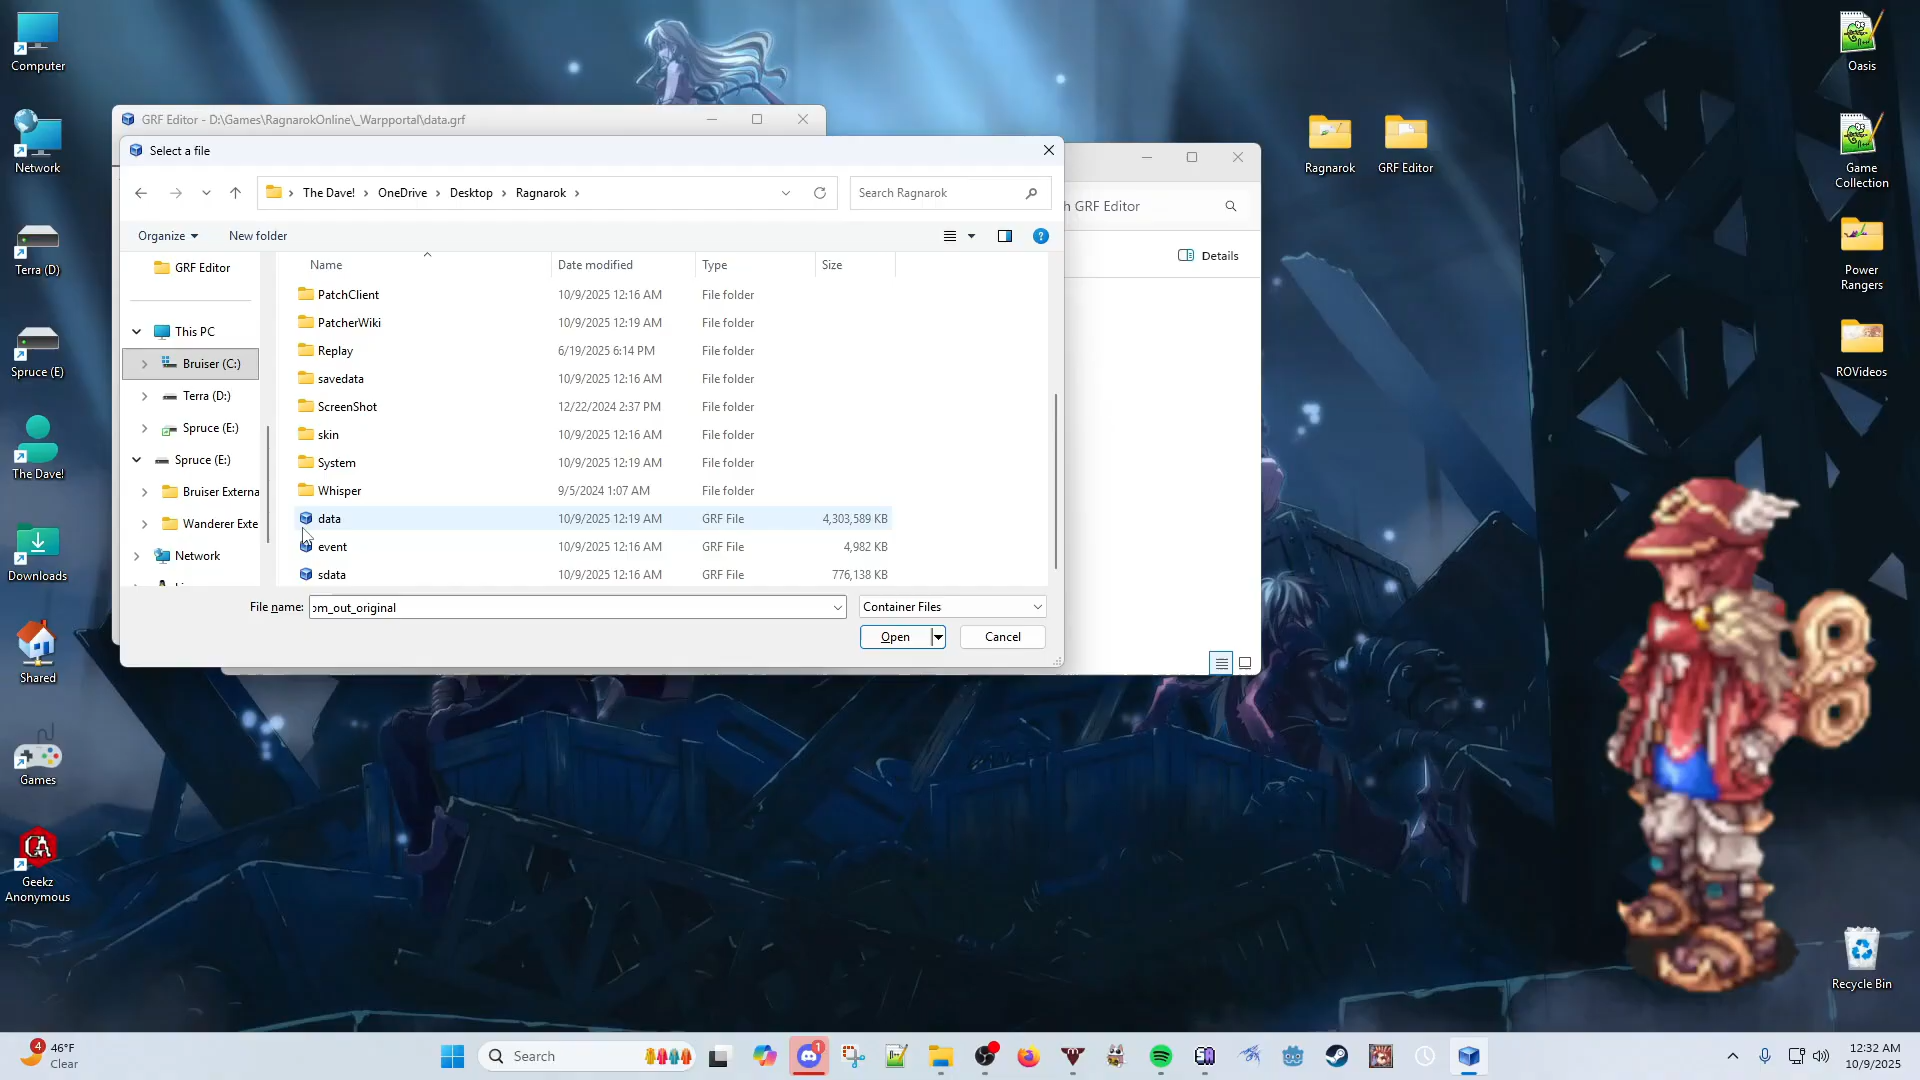 Computer
Network
Terra (D)
Spruce (E)
The Dave!
Downloads
Shared
Games
Geekz
Anonymous
GRF Editor - D:\Games\RagnarokOnline\_Warpportal\data.grf
Select a file
The Dave!
OneDrive
Desktop
Ragnarok
Search Ragnarok
Organize
New folder
GRF Editor
This PC
Bruiser (C:)
Terra (D:)
Spruce (E:)
Spruce (E:)
Bruiser Externa
Wanderer Exte
Network
Name Date modified Type Size
PatchClient 10/9/2025 12:16 AM File folder
PatcherWiki 10/9/2025 12:19 AM File folder
Replay 6/19/2025 6:14 PM File folder
savedata 10/9/2025 12:16 AM File folder
ScreenShot 12/22/2024 2:37 PM File folder
skin 10/9/2025 12:16 AM File folder
System 10/9/2025 12:19 AM File folder
Whisper 9/5/2024 1:07 AM File folder
data 10/9/2025 12:19 AM GRF File 4,303,589 KB
event 10/9/2025 12:16 AM GRF File 4,982 KB
sdata 10/9/2025 12:16 AM GRF File 776,138 KB
File name: om_out_original
Container Files
Open
Cancel
h GRF Editor
Details
Ragnarok
GRF Editor
Oasis
Game
Collection
Power
Rangers
ROVideos
Recycle Bin
4
46°F
Clear
Search
1
12:32 AM
10/9/2025